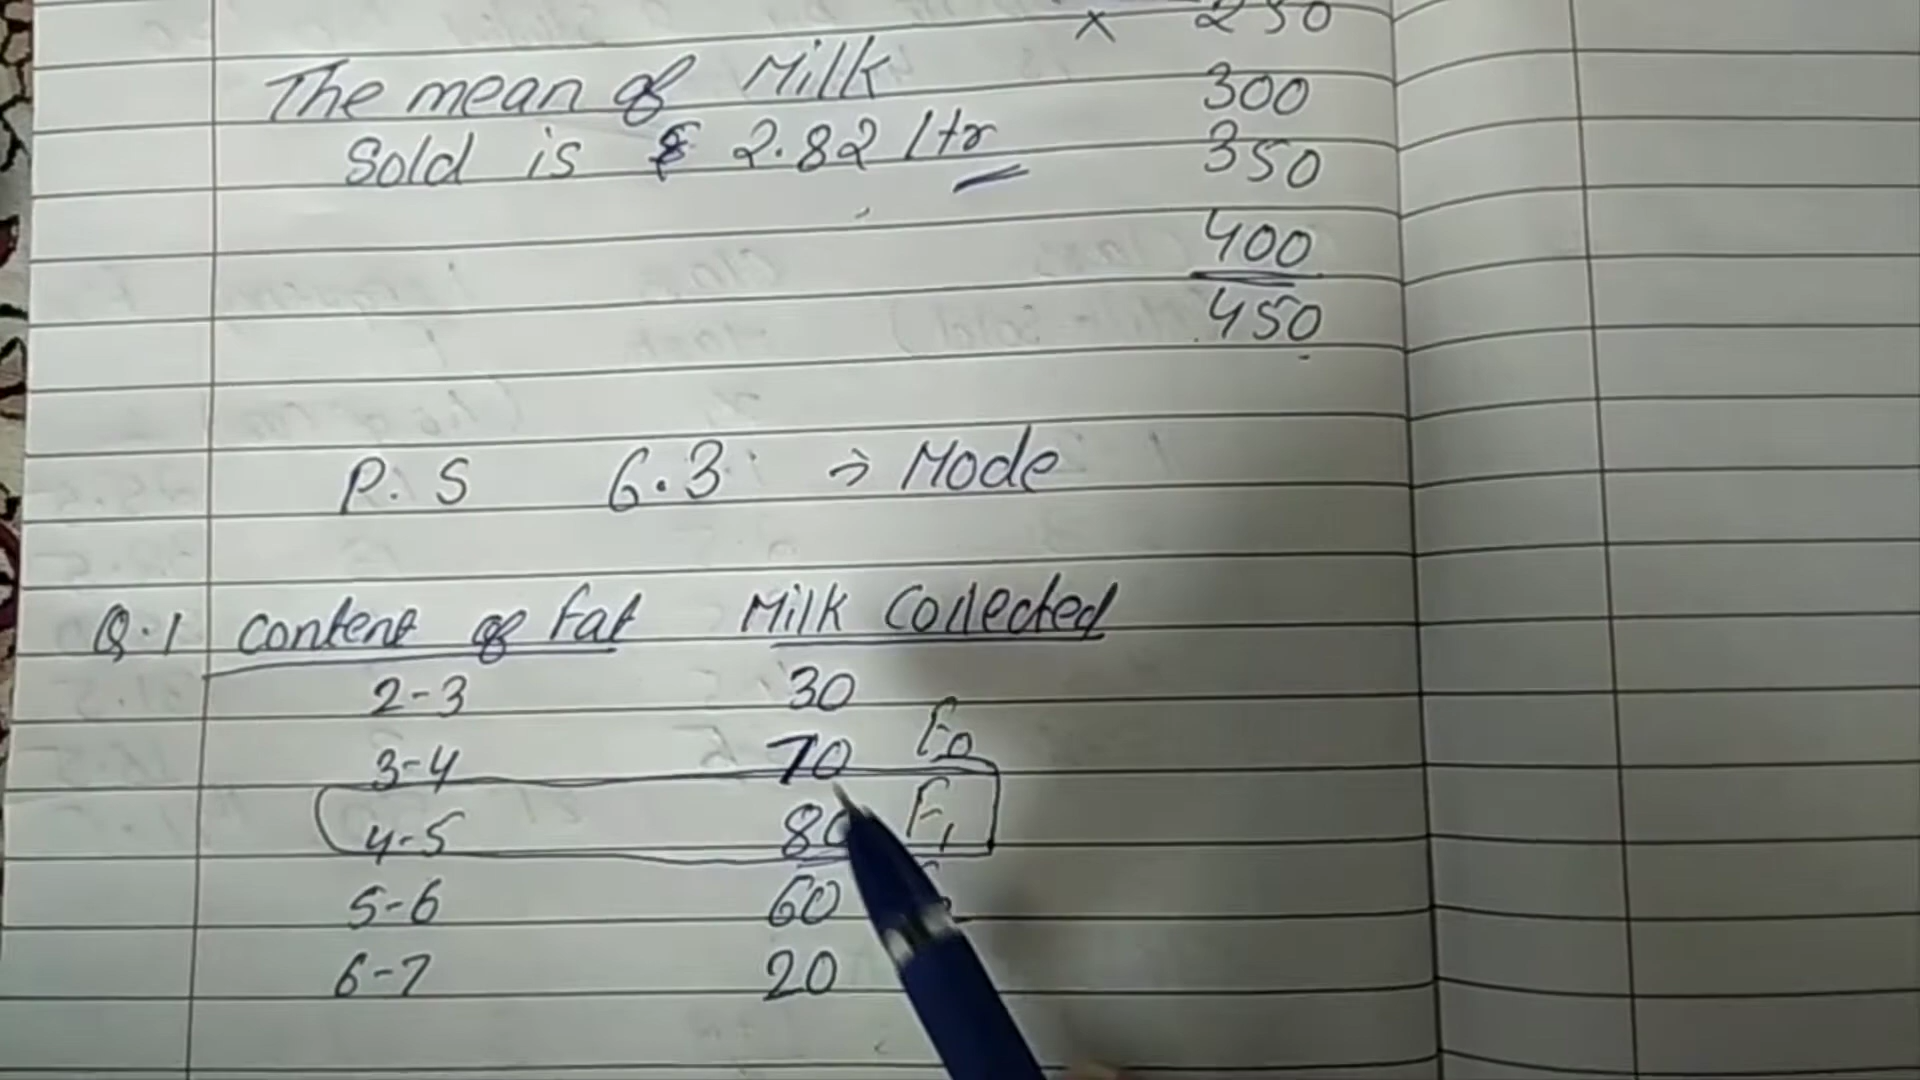 × 250
The mean of Milk 300
Sold is 2.82 ltr 350
400
450
P.S 6.3 → Mode
Q.1 Content of fat Milk Collected
2-3 30
3-4 70 F0
4-5 80 F1
5-6 60
6-7 20